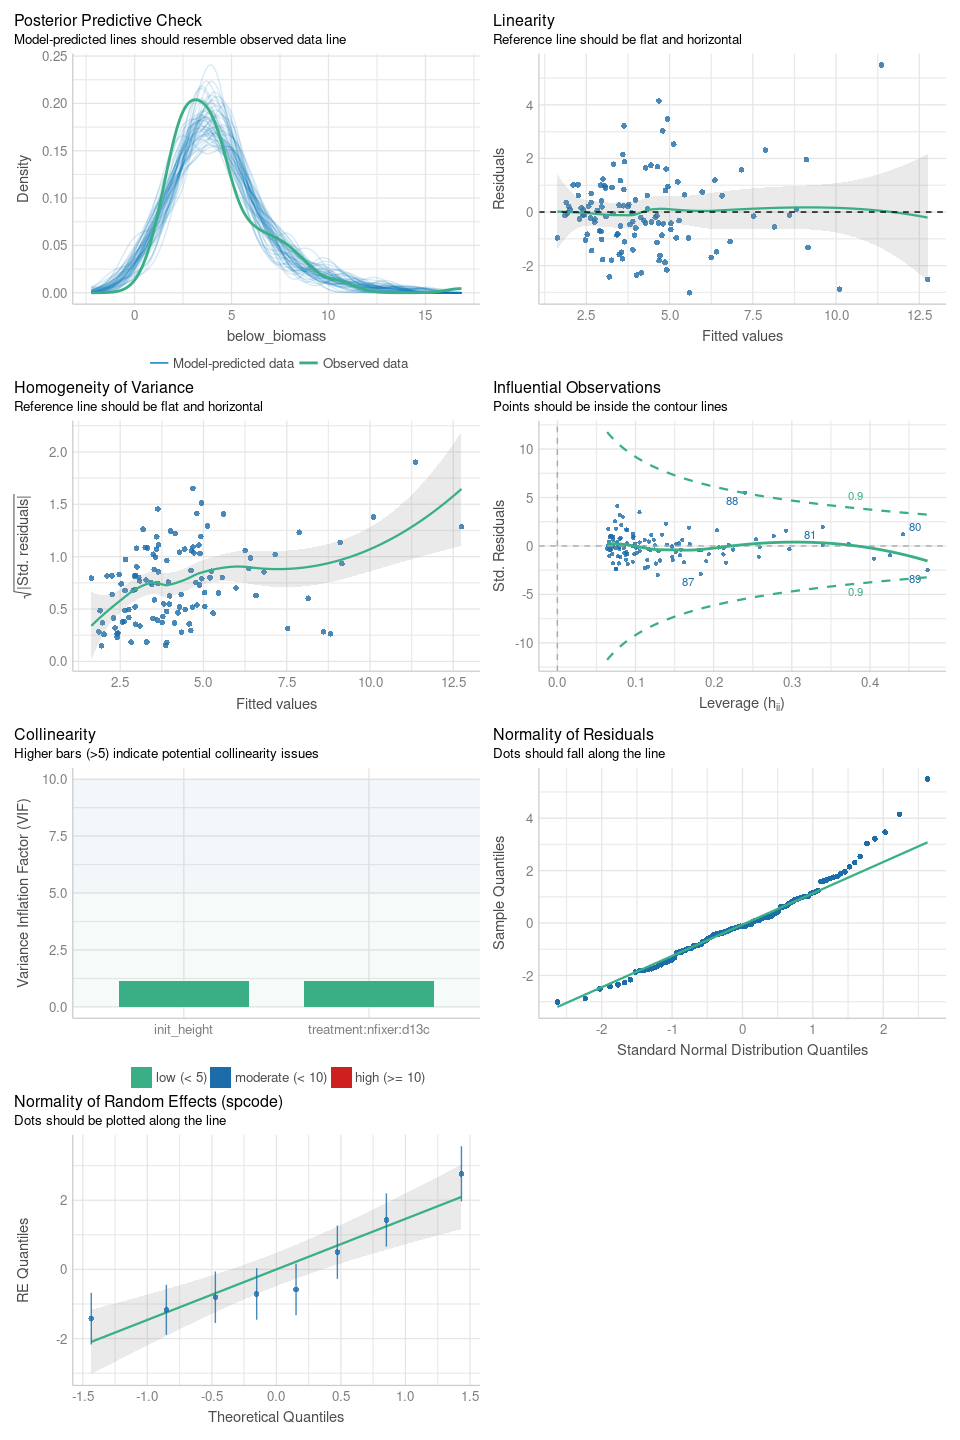 Posterior Predictive Check
Model-predicted lines should resemble observed data line
0.25
0.20
0.15
0.10
0.05
0.00
Density
0
5
10
15
below_biomass
Model-predicted data
Observed data
Linearity
Reference line should be flat and horizontal
4
2
0
-2
Residuals
2.5
5.0
7.5
10.0
12.5
Fitted values
Homogeneity of Variance
Reference line should be flat and horizontal
2.0
1.5
1.0
0.5
0.0
√|Std. residuals|
2.5
5.0
7.5
10.0
12.5
Fitted values
Influential Observations
Points should be inside the contour lines
10
5
0
-5
-10
Std. Residuals
88
0.9
81
80
87
89
0.9
0.0
0.1
0.2
0.3
0.4
Leverage (hii)
Collinearity
Higher bars (>5) indicate potential collinearity issues
10.0
7.5
5.0
2.5
0.0
Variance Inflation Factor (VIF)
init_height
treatment:nfixer:d13c
low (< 5)
moderate (< 10)
high (>= 10)
Normality of Residuals
Dots should fall along the line
4
2
0
-2
Sample Quantiles
-2
-1
0
1
2
Standard Normal Distribution Quantiles
Normality of Random Effects (spcode)
Dots should be plotted along the line
2
0
-2
RE Quantiles
-1.5
-1.0
-0.5
0.0
0.5
1.0
1.5
Theoretical Quantiles